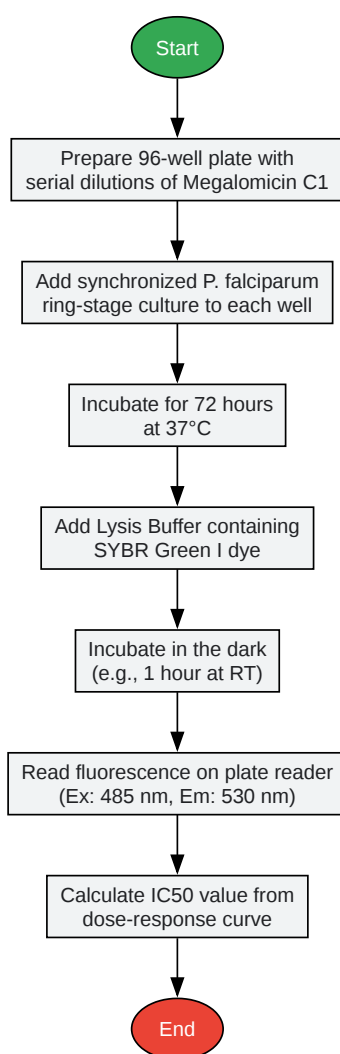 Start
Prepare 96-well plate with
serial dilutions of Megalomicin C1
Add synchronized P. falciparum
ring-stage culture to each well
Incubate for 72 hours
at 37°C
Add Lysis Buffer containing
SYBR Green I dye
Incubate in the dark
(e.g., 1 hour at RT)
Read fluorescence on plate reader
(Ex: 485 nm, Em: 530 nm)
Calculate IC50 value from
dose-response curve
End